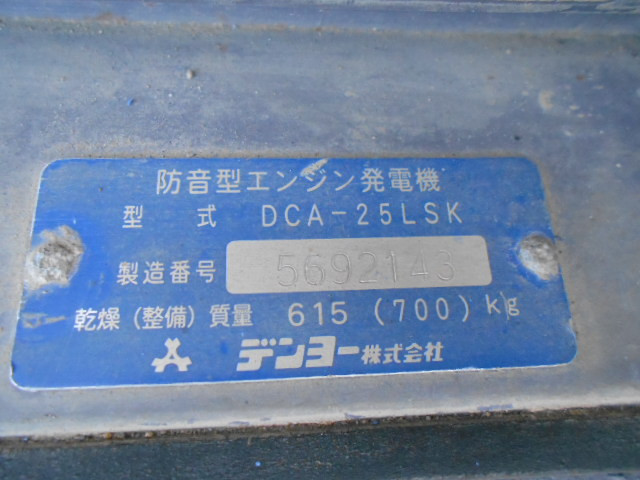 防音型エンジン発電機
型式 DCA-25LSK
製造番号 5692143
乾燥(整備)質量 615(700)kg
デンヨー株式会社